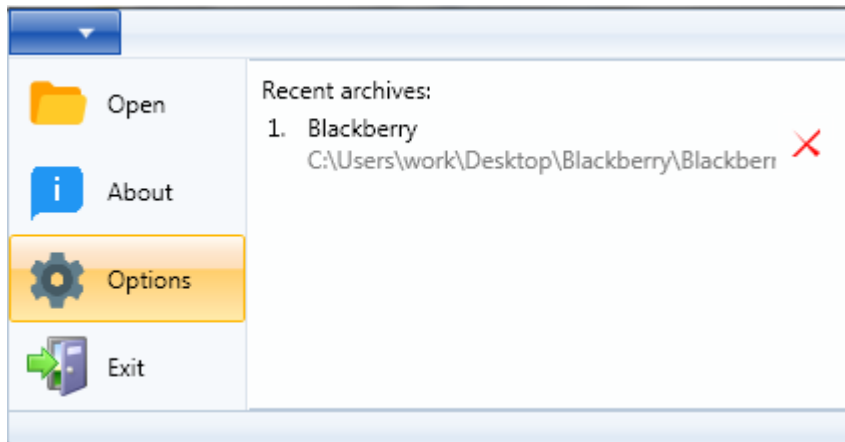 Open
About
Options
Exit
Recent archives:
1. Blackberry
C:\Users\work\Desktop\Blackberry\Blackberr